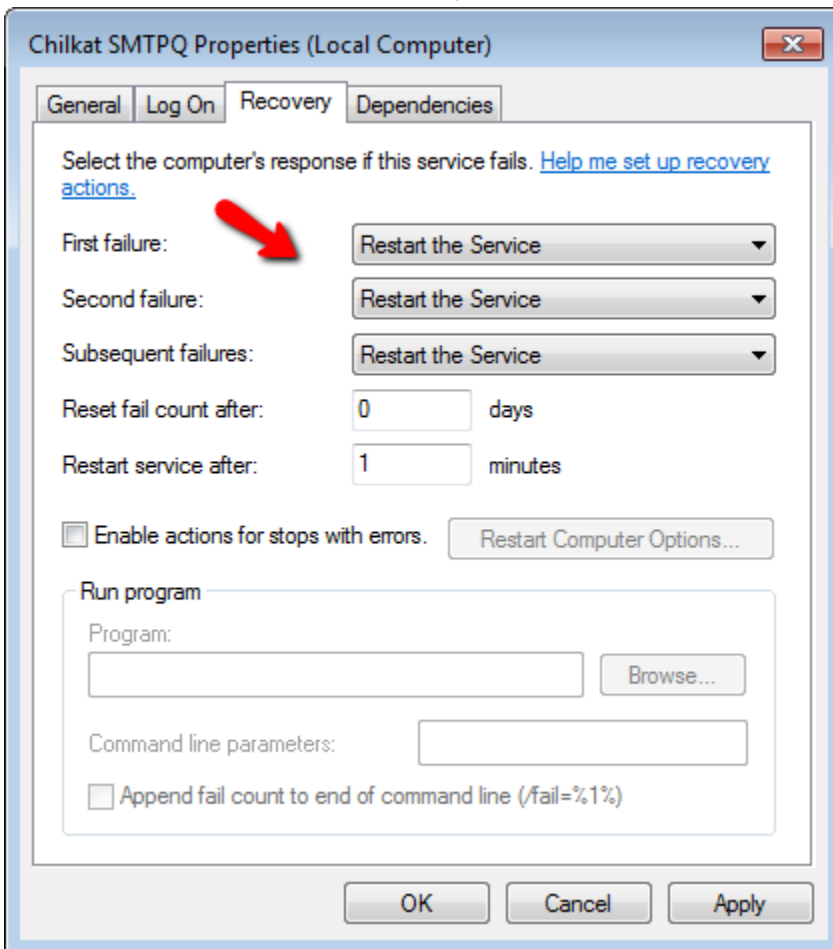 Chilkat SMTPQ Properties (Local Computer)
General Log On Recovery Dependencies
Select the computer's response if this service fails. Help me set up recovery
actions.
First failure: Restart the Service
Second failure: Restart the Service
Subsequent failures: Restart the Service
Reset fail count after: 0 days
Restart service after: 1 minutes
Enable actions for stops with errors. Restart Computer Options...
Run program
Program:
Browse...
Command line parameters:
Append fail count to end of command line (/fail=%1%)
OK Cancel Apply